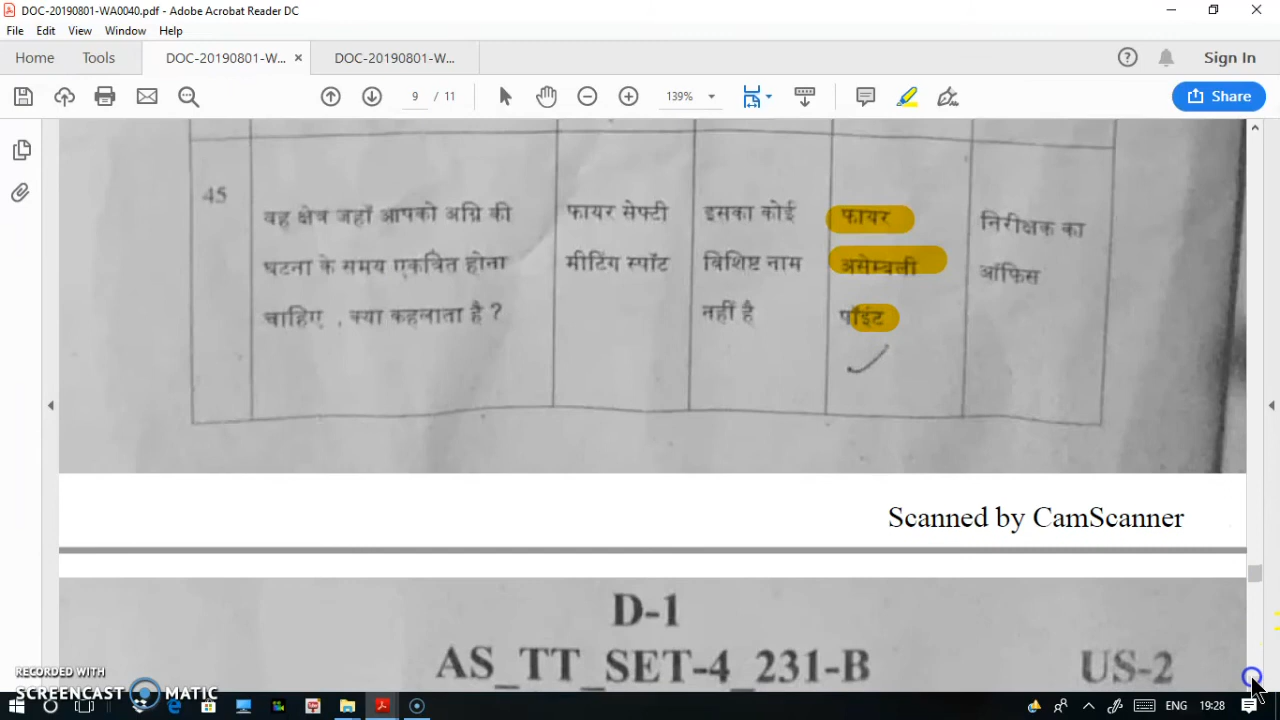 DOC-20190801-WA0040.pdf - Adobe Acrobat Reader DC
File Edit View Window Help
Home Tools DOC-20190801-W... × DOC-20190801-W... Sign In
9 / 11 139% Share
45
वह क्षेत्र जहाँ आपको अग्नि की
घटना के समय एकत्रित होना
चाहिए , क्या कहलाता है ?
फायर सेफ्टी
मीटिंग स्पॉट
इसका कोई
विशिष्ट नाम
नहीं है
फायर
असेम्बली
पॉइंट
निरीक्षक का
ऑफिस
Scanned by CamScanner
D-1
AS_TT_SET-4_231-B US-2
RECORDED WITH
SCREENCAST MATIC
ENG 19:28